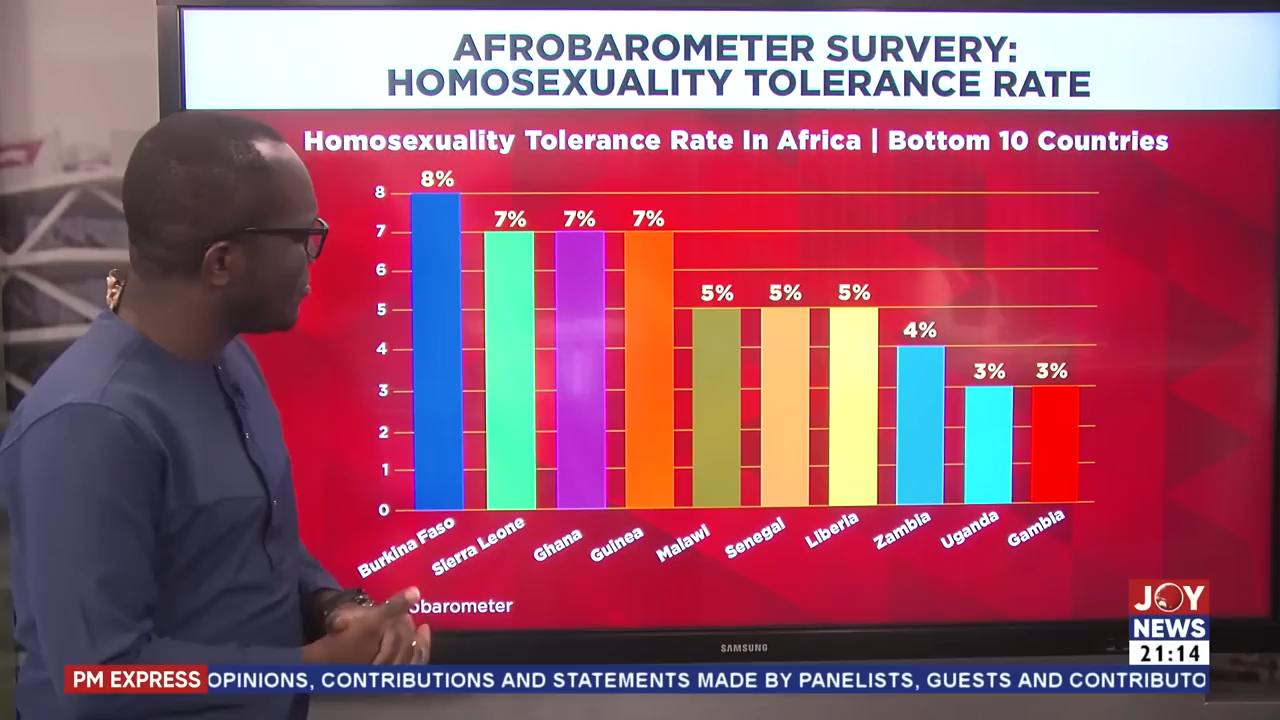 AFROBAROMETER SURVERY:
HOMOSEXUALITY TOLERANCE RATE
Homosexuality Tolerance Rate In Africa | Bottom 10 Countries
8
7
6
5
4
3
2
1
0
8%
7%
7%
7%
5%
5%
5%
4%
3%
3%
Burkina Faso
Sierra Leone
Ghana
Guinea
Malawi
Senegal
Liberia
Zambia
Uganda
Gambia
obarometer
SAMSUNG
JOY
NEWS
21:14
PM EXPRESS
OPINIONS, CONTRIBUTIONS AND STATEMENTS MADE BY PANELISTS, GUESTS AND CONTRIBUTO